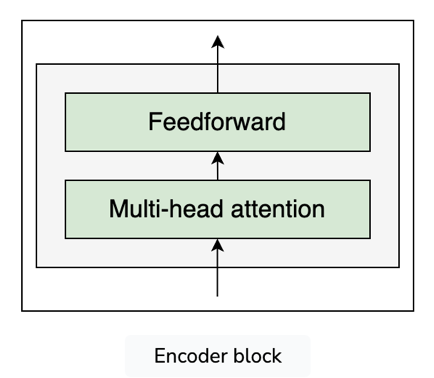 Feedforward
Multi-head attention
Encoder block